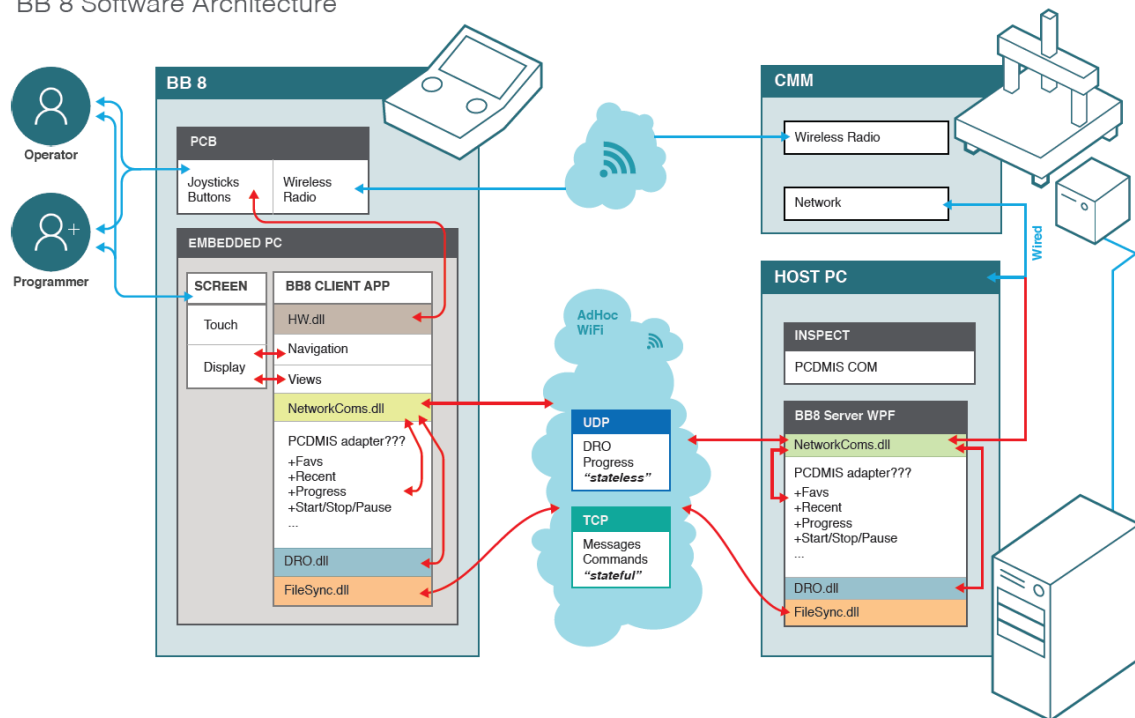 BB 8 Software Architecture
BB 8
CMM
Operator
Programmer
PCB
Joysticks
Buttons
Wireless
Radio
EMBEDDED PC
SCREEN
Touch
Display
BB8 CLIENT APP
HW.dll
Navigation
Views
NetworkComs.dll
PCDMIS adapter???
+Favs
+Recent
+Progress
+Start/Stop/Pause
...
DRO.dll
FileSync.dll
AdHoc
WiFi
UDP
DRO
Progress
“stateless”
TCP
Messages
Commands
“stateful”
Wireless Radio
Network
Wired
HOST PC
INSPECT
PCDMIS COM
BB8 Server WPF
NetworkComs.dll
PCDMIS adapter???
+Favs
+Recent
+Progress
+Start/Stop/Pause
...
DRO.dll
FileSync.dll